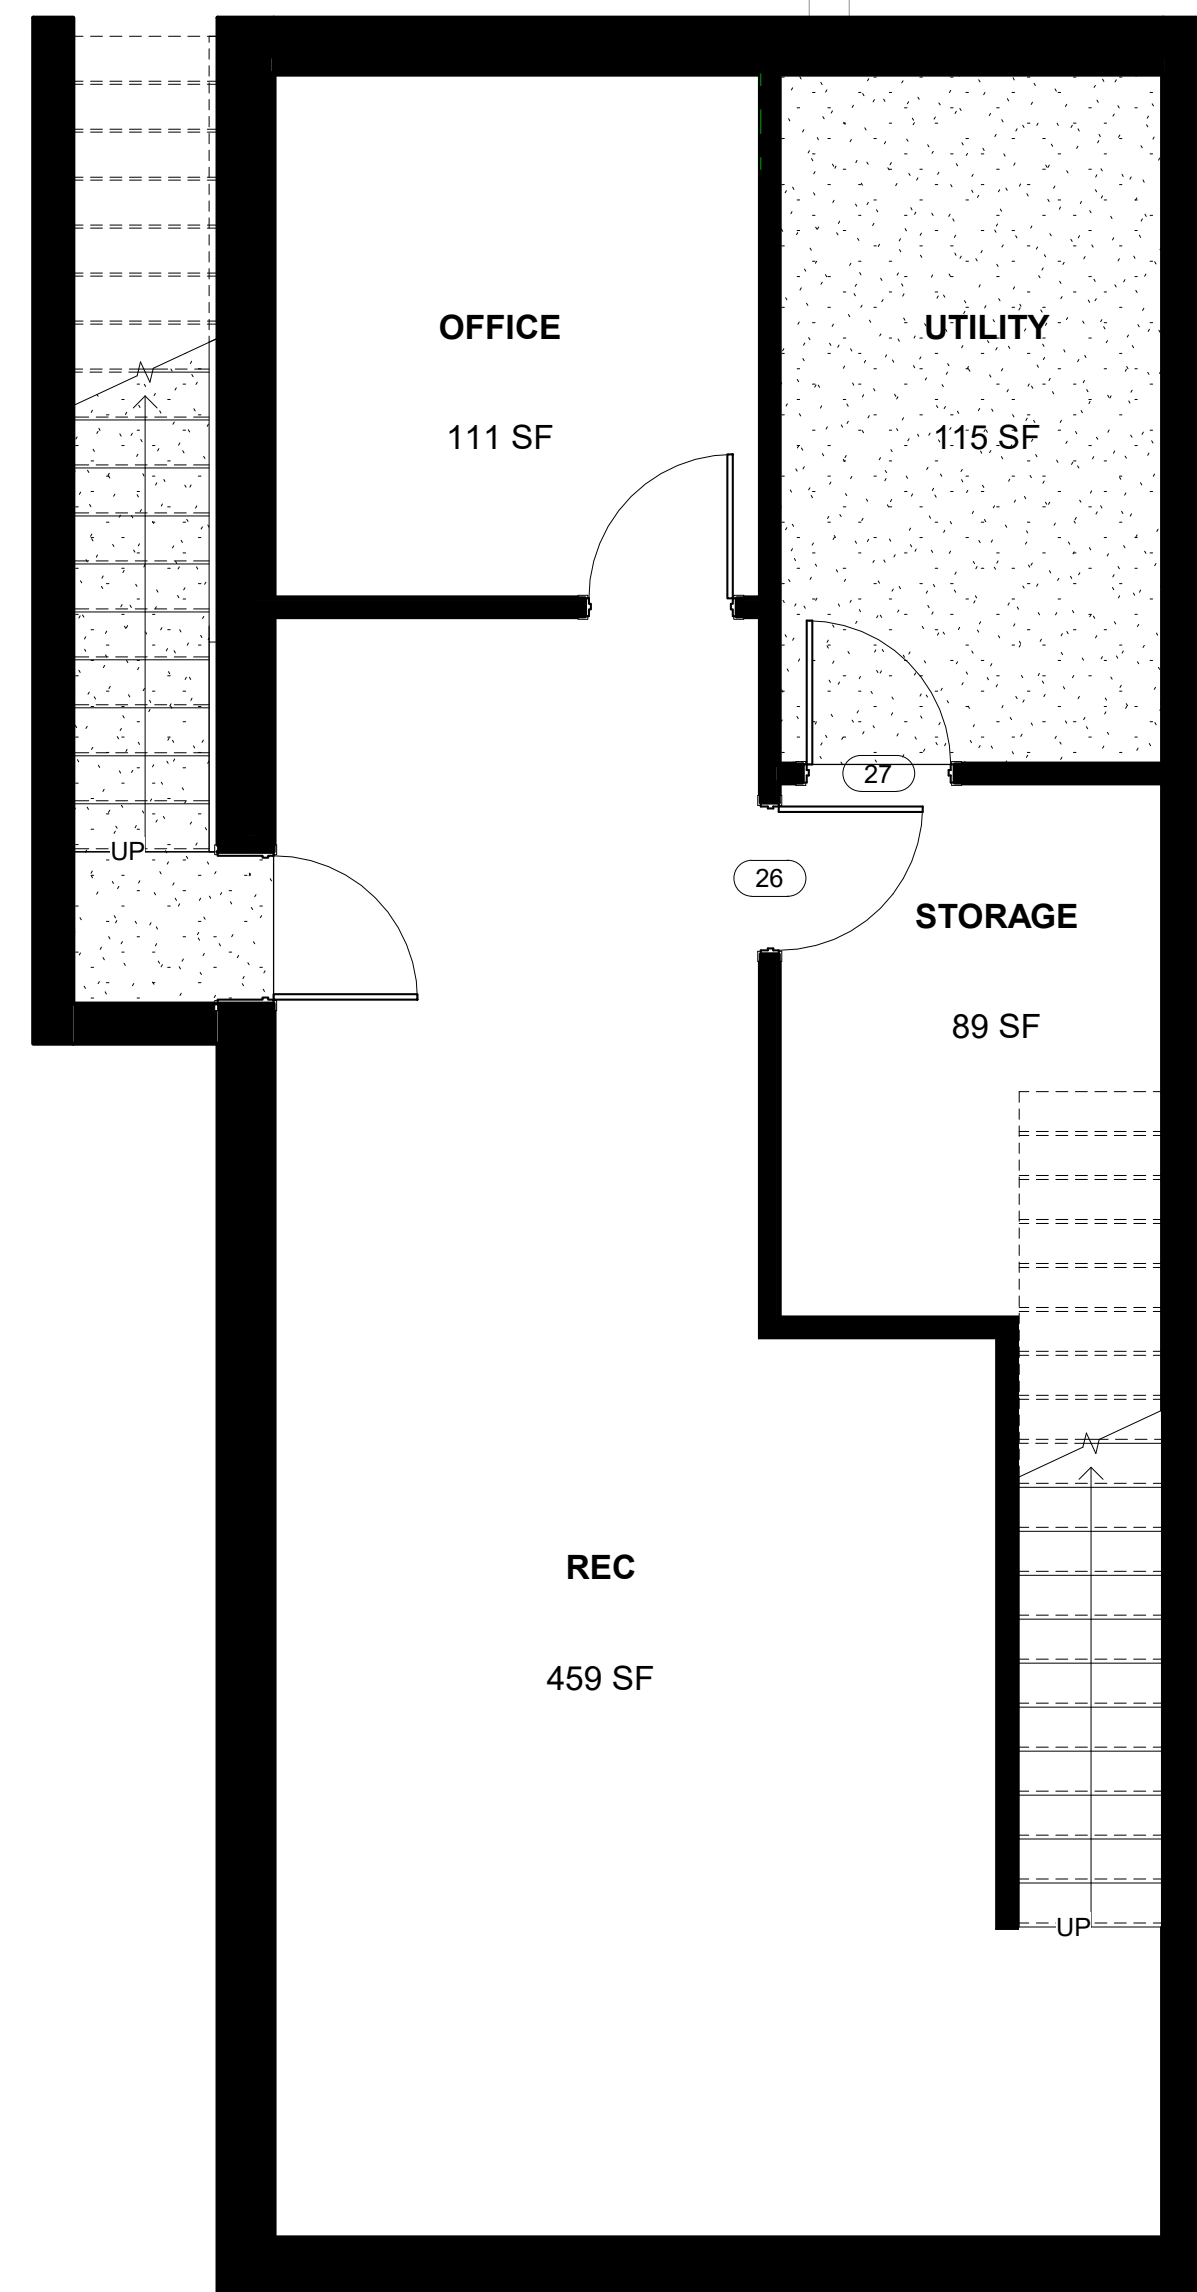 OFFICE
111 SF
UTILITY
115 SF
27
UP
26
STORAGE
89 SF
REC
459 SF
UP